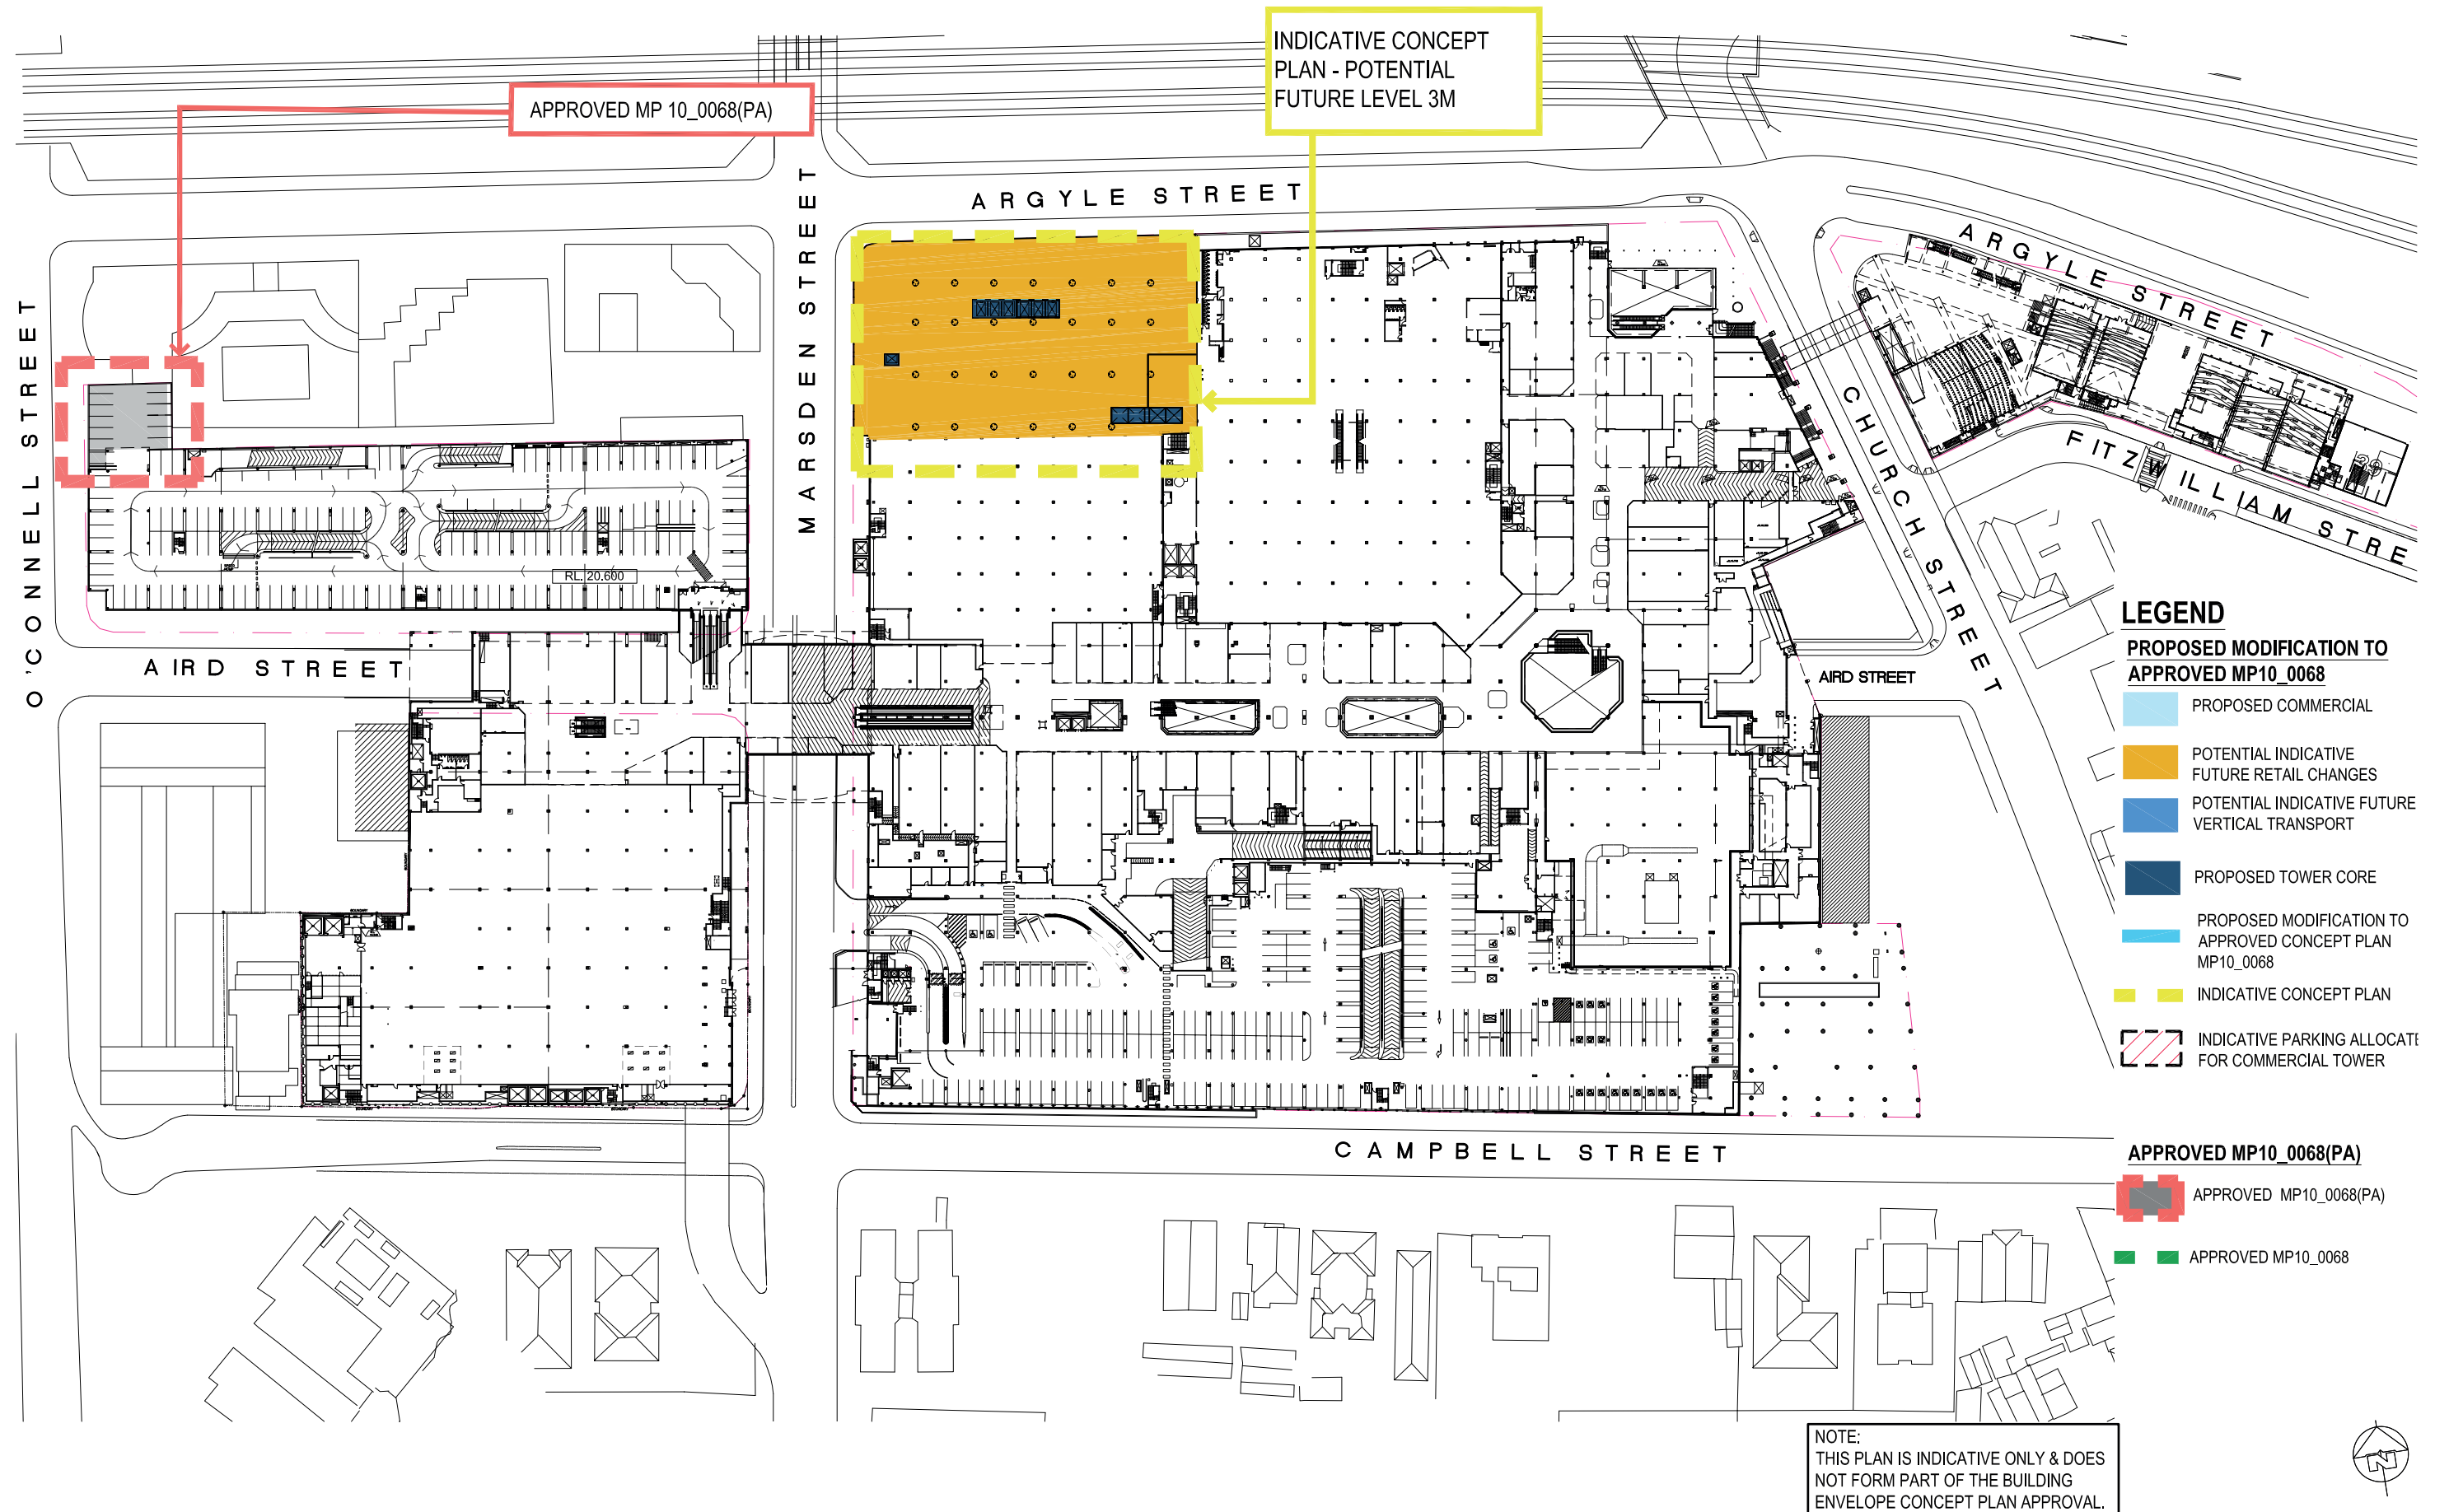 INDICATIVE CONCEPT
PLAN - POTENTIAL
FUTURE LEVEL 3M
APPROVED MP 10_0068(PA)
ARGYLE STREET
MARSDEN STREET
O'CONNELL STREET
ARGYLE STREET
CHURCH STREET
FITZWILLIAM STRE
RL. 20.600
AIRD STREET
AIRD STREET
CAMPBELL STREET
LEGEND
PROPOSED MODIFICATION TO
APPROVED MP10_0068
PROPOSED COMMERCIAL
POTENTIAL INDICATIVE
FUTURE RETAIL CHANGES
POTENTIAL INDICATIVE FUTURE
VERTICAL TRANSPORT
PROPOSED TOWER CORE
PROPOSED MODIFICATION TO
APPROVED CONCEPT PLAN
MP10_0068
INDICATIVE CONCEPT PLAN
INDICATIVE PARKING ALLOCATE
FOR COMMERCIAL TOWER
APPROVED MP10_0068(PA)
APPROVED MP10_0068(PA)
APPROVED MP10_0068
NOTE:
THIS PLAN IS INDICATIVE ONLY & DOES
NOT FORM PART OF THE BUILDING
ENVELOPE CONCEPT PLAN APPROVAL.
N